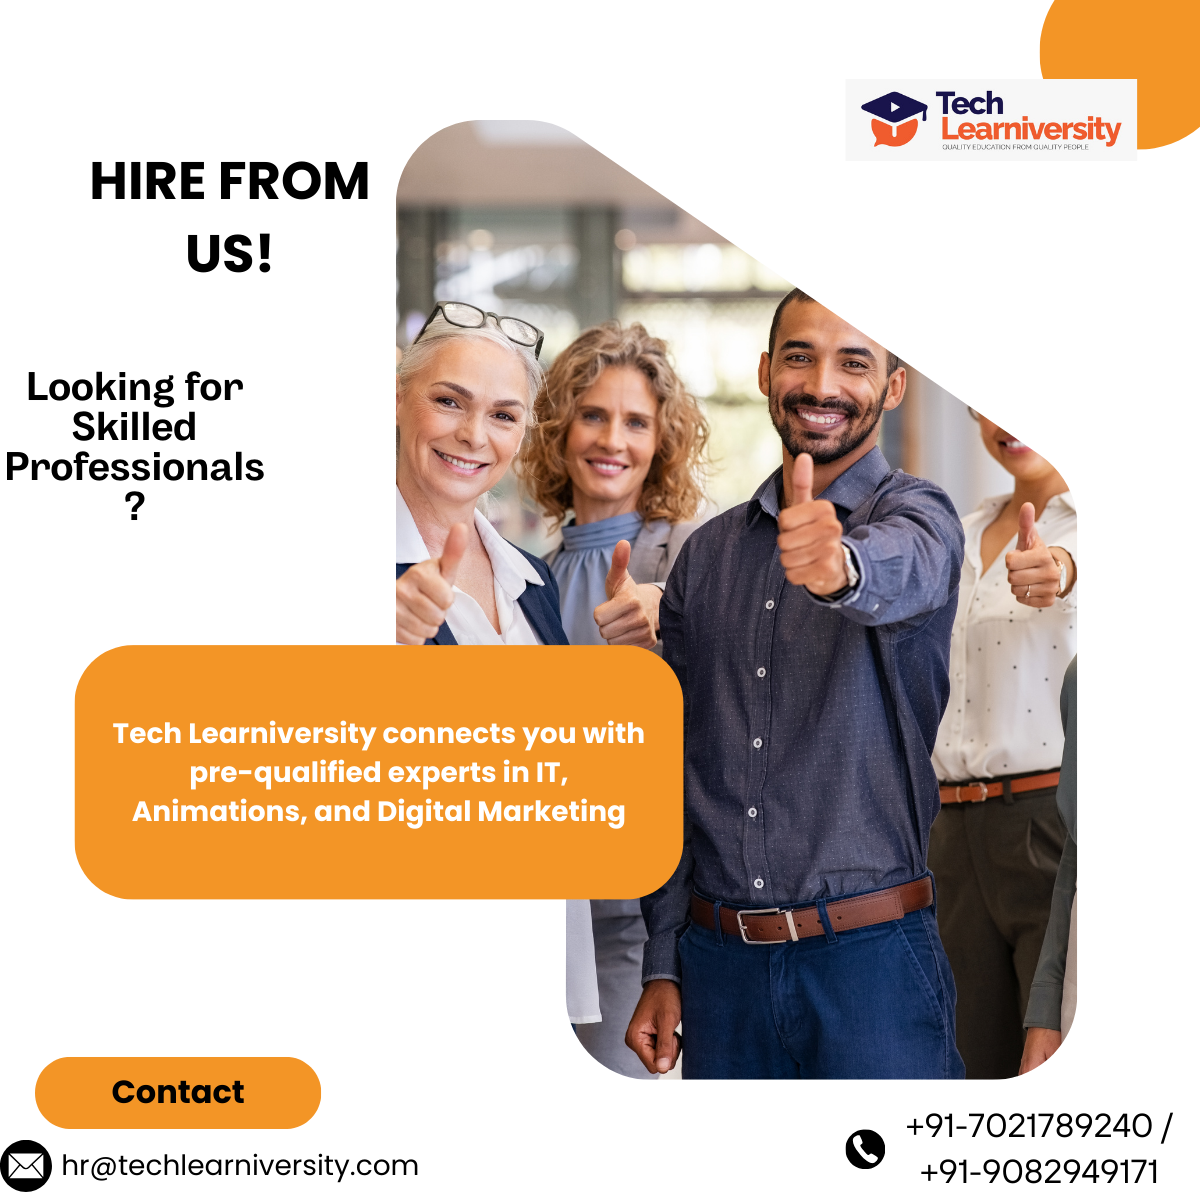 Tech
Learniversity
QUALITY EDUCATION FROM QUALITY PEOPLE
HIRE FROM
US!
Looking for
Skilled
Professionals
?
Tech Learniversity connects you with
pre-qualified experts in IT,
Animations, and Digital Marketing
Contact
hr@techlearniversity.com
+91-7021789240 /
+91-9082949171